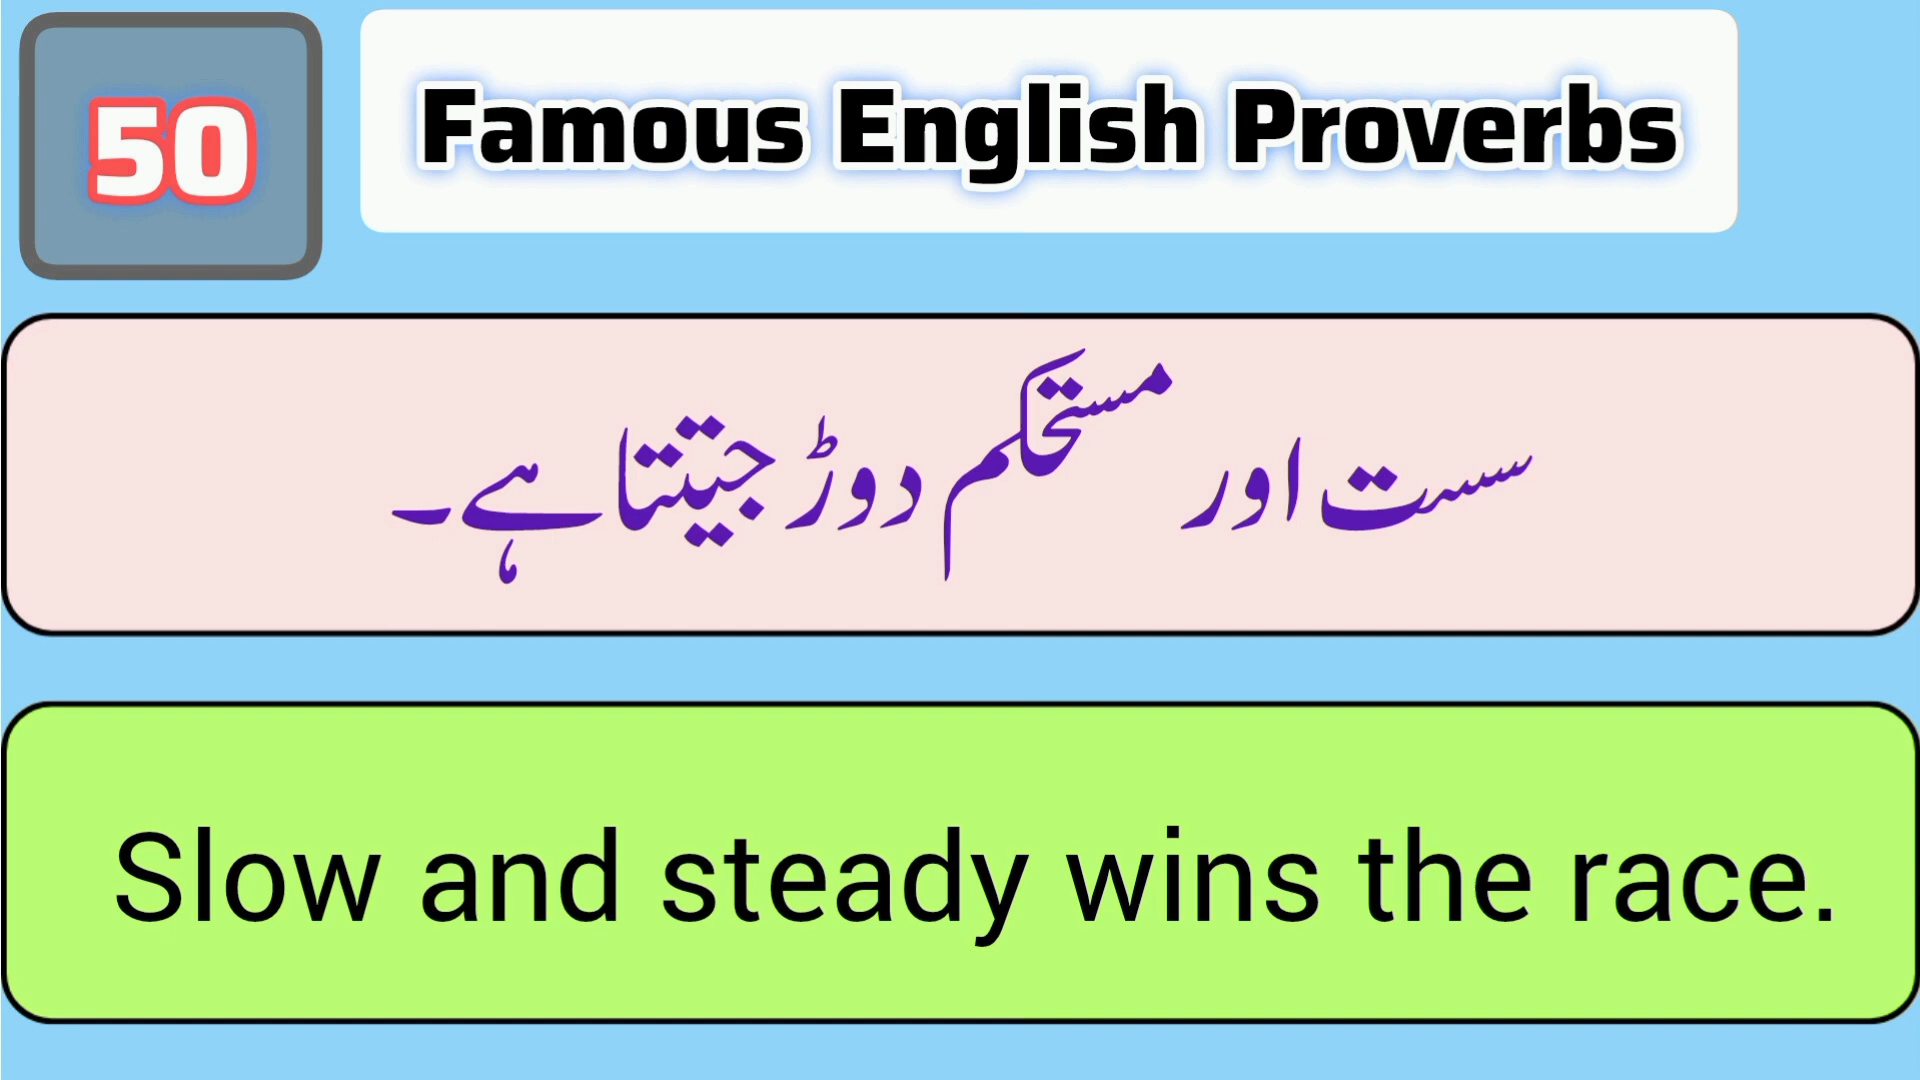 50
Famous English Proverbs
سست اور مستحکم دوڑ جیتتا ہے۔
Slow and steady wins the race.